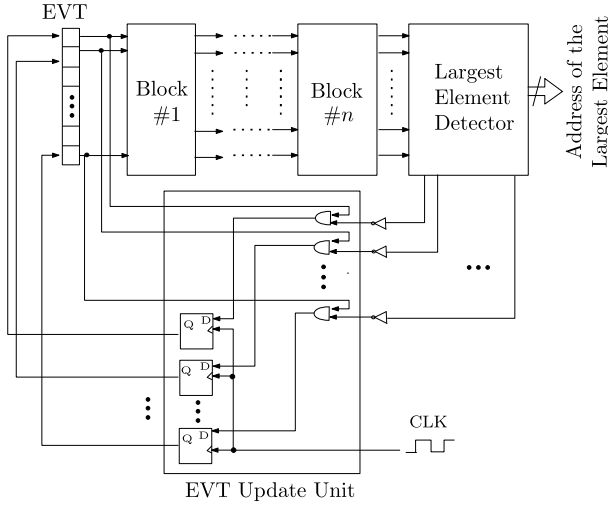 EVT
Block
#1
Block
#n
Largest
Element
Detector
Address of the
Largest Element
Q D
Q D
Q D
CLK
EVT Update Unit